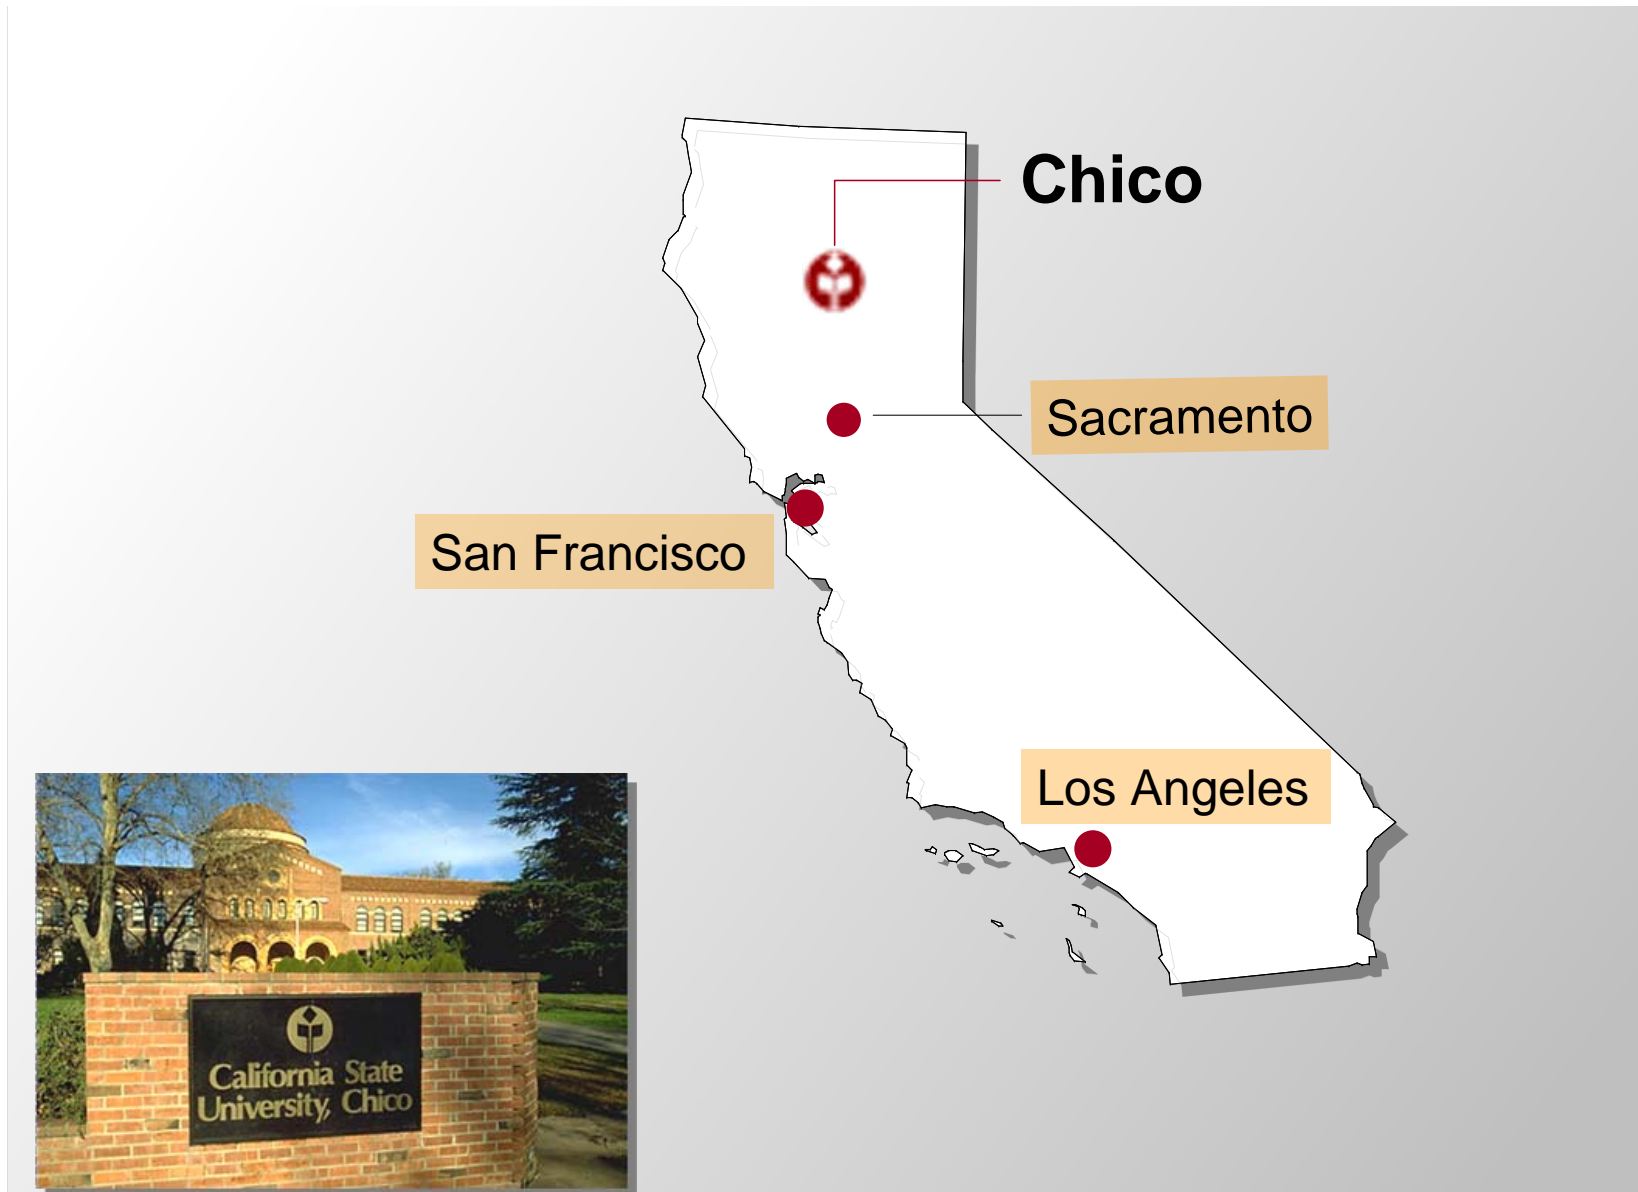 Chico
Sacramento
San Francisco
Los Angeles
California State
University, Chico